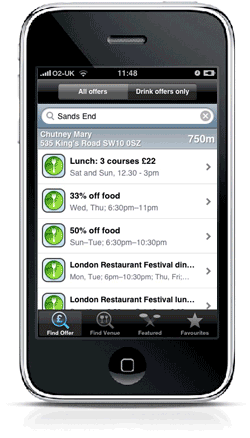 O2-UK 11:48
All offers Drink offers only
Sands End
Chutney Mary
535 King's Road SW10 0SZ 750m
Lunch: 3 courses £22
Sat and Sun, 12.30 - 3pm
33% off food
Wed, Thu; 6:30pm–11pm
50% off food
Sun–Tue; 6:30pm–10:30pm
London Restaurant Festival din...
Mon, Tue; 6pm–10:30pm; Thu, Fri;...
London Restaurant Festival lun...
£
Find Offer Find Venue Featured Favourites